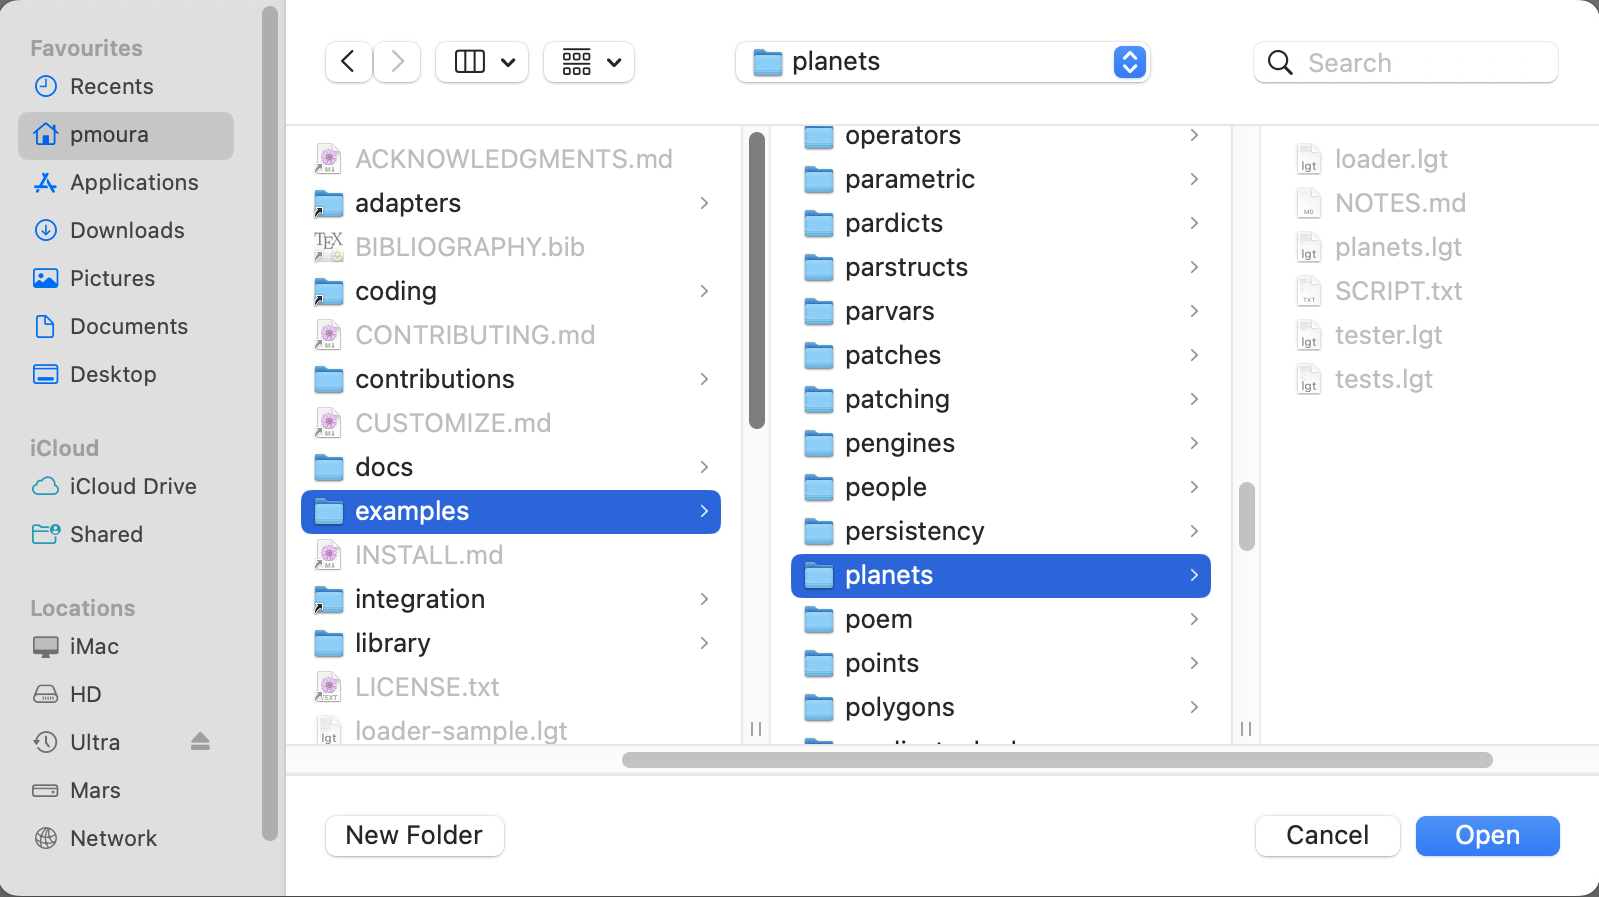 Favourites
Recents
pmoura
Applications
Downloads
Pictures
Documents
Desktop
iCloud
iCloud Drive
Shared
Locations
iMac
HD
Ultra
Mars
Network
planets
Search
ACKNOWLEDGMENTS.md
adapters
BIBLIOGRAPHY.bib
coding
CONTRIBUTING.md
contributions
CUSTOMIZE.md
docs
examples
INSTALL.md
integration
library
LICENSE.txt
loader-sample.lgt
operators
parametric
pardicts
parstructs
parvars
patches
patching
pengines
people
persistency
planets
poem
points
polygons
loader.lgt
NOTES.md
planets.lgt
SCRIPT.txt
tester.lgt
tests.lgt
New Folder
Cancel
Open